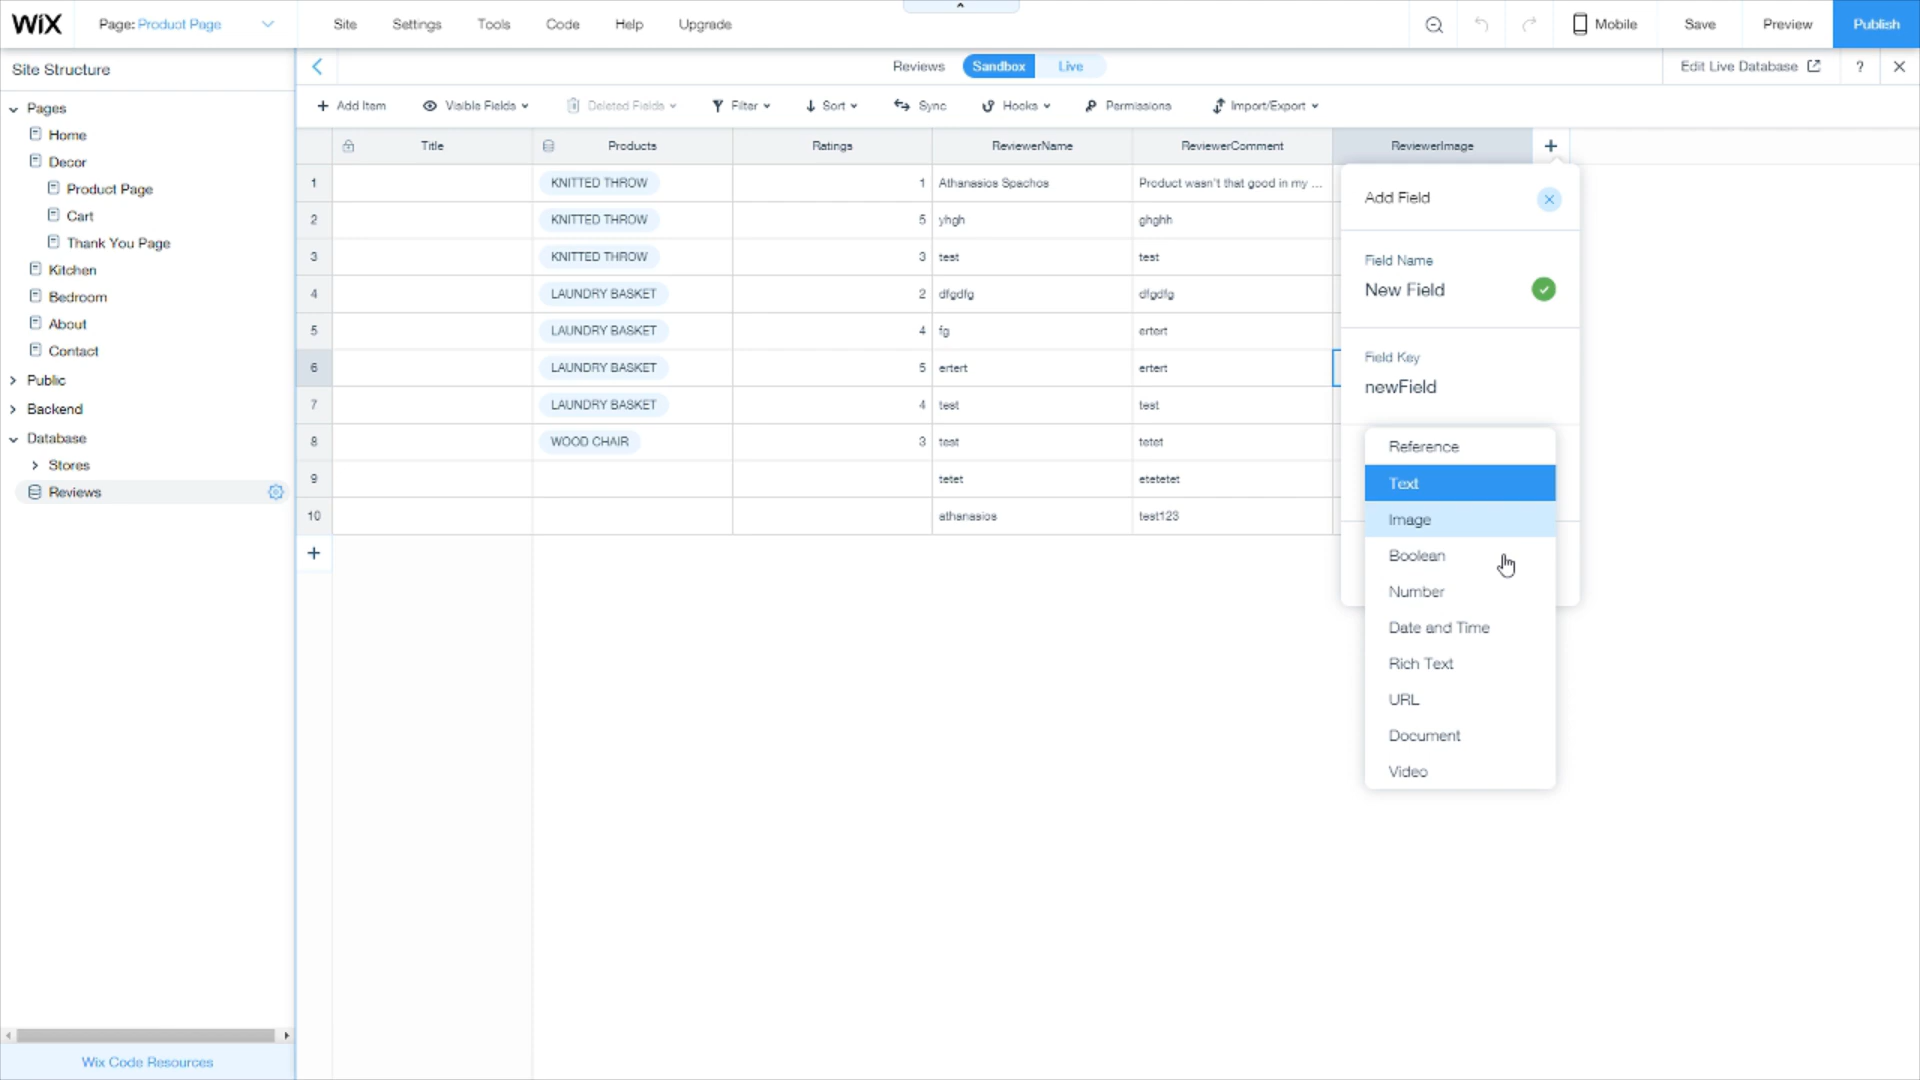 WiX Page: Product Page Site Settings Tools Code Help Upgrade Mobile Save Preview Publish
Site Structure
Reviews Sandbox Live Edit Live Database ?
Pages
Home
Decor
Product Page
Cart
Thank You Page
Kitchen
Bedroom
About
Contact
Public
Backend
Database
Stores
Reviews
Wix Code Resources
+ Add Item Visible Fields Deleted Fields Filter Sort Sync Hooks Permissions Import/Export
Title Products Ratings ReviewerName ReviewerComment ReviewerImage +
1 KNITTED THROW 1 Athanasios Spachos Product wasn't that good in my ...
2 KNITTED THROW 5 yhgh ghghh
3 KNITTED THROW 3 test test
4 LAUNDRY BASKET 2 dfgdfg dfgdfg
5 LAUNDRY BASKET 4 fg ertert
6 LAUNDRY BASKET 5 ertert ertert
7 LAUNDRY BASKET 4 test test
8 WOOD CHAIR 3 test tetet
9 tetet etetetet
10 athanasios test123
+
Add Field
Field Name
New Field
Field Key
newField
Reference
Text
Image
Boolean
Number
Date and Time
Rich Text
URL
Document
Video